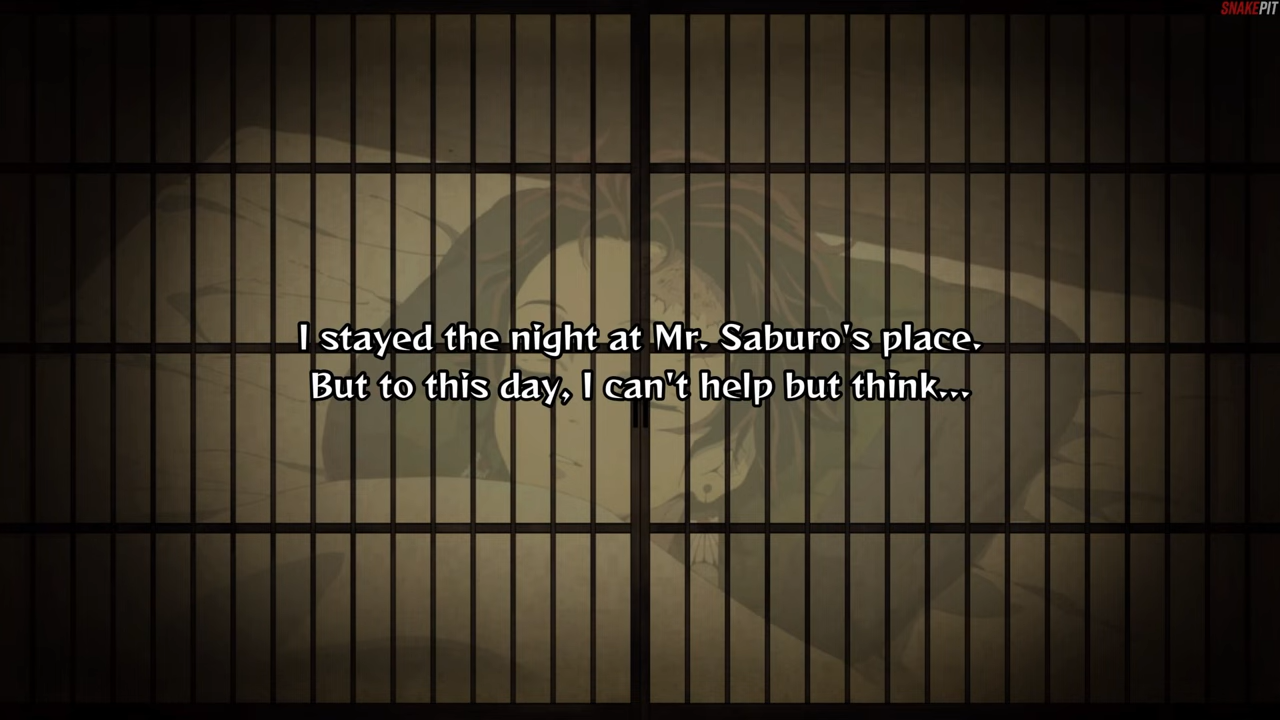 SNAKEPIT
I stayed the night at Mr. Saburo's place.
But to this day, I can't help but think...